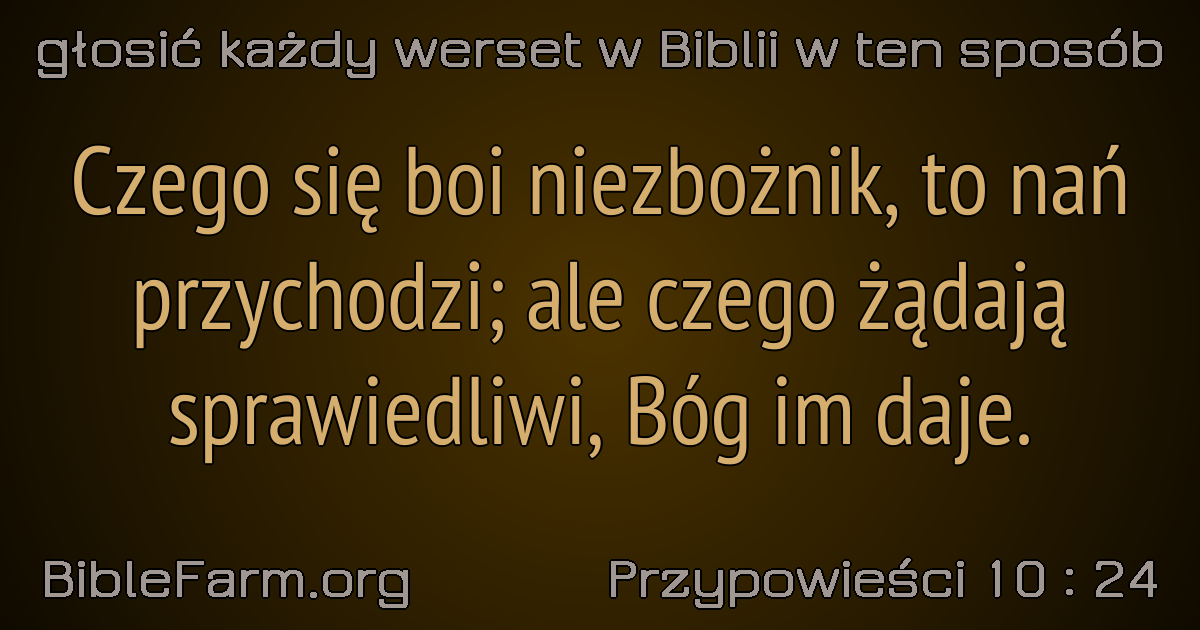 głosić każdy werset w Biblii w ten sposób
Czego się boi niezbożnik, to nań
przychodzi; ale czego żądają
sprawiedliwi, Bóg im daje.
BibleFarm.org
Przypowieści 10 : 24